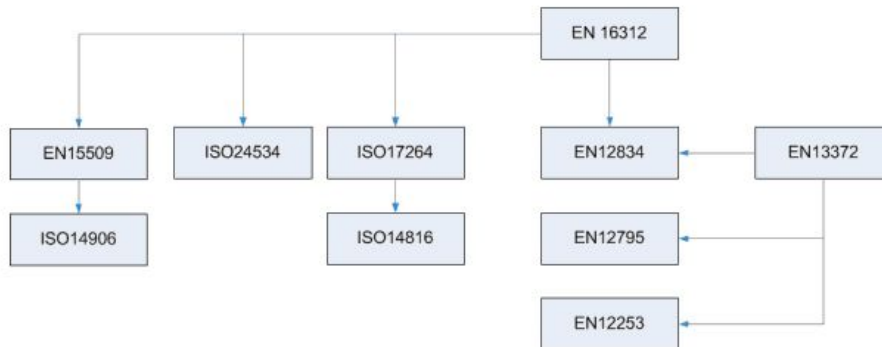 EN 16312
EN15509
ISO24534
ISO17264
EN12834
EN13372
ISO14906
ISO14816
EN12795
EN12253